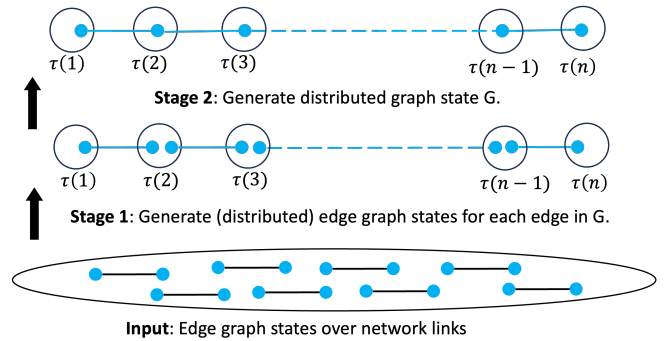 τ(1) τ(2) τ(3) τ(n − 1) τ(n)
Stage 2: Generate distributed graph state G.
τ(1) τ(2) τ(3) τ(n − 1) τ(n)
Stage 1: Generate (distributed) edge graph states for each edge in G.
Input: Edge graph states over network links